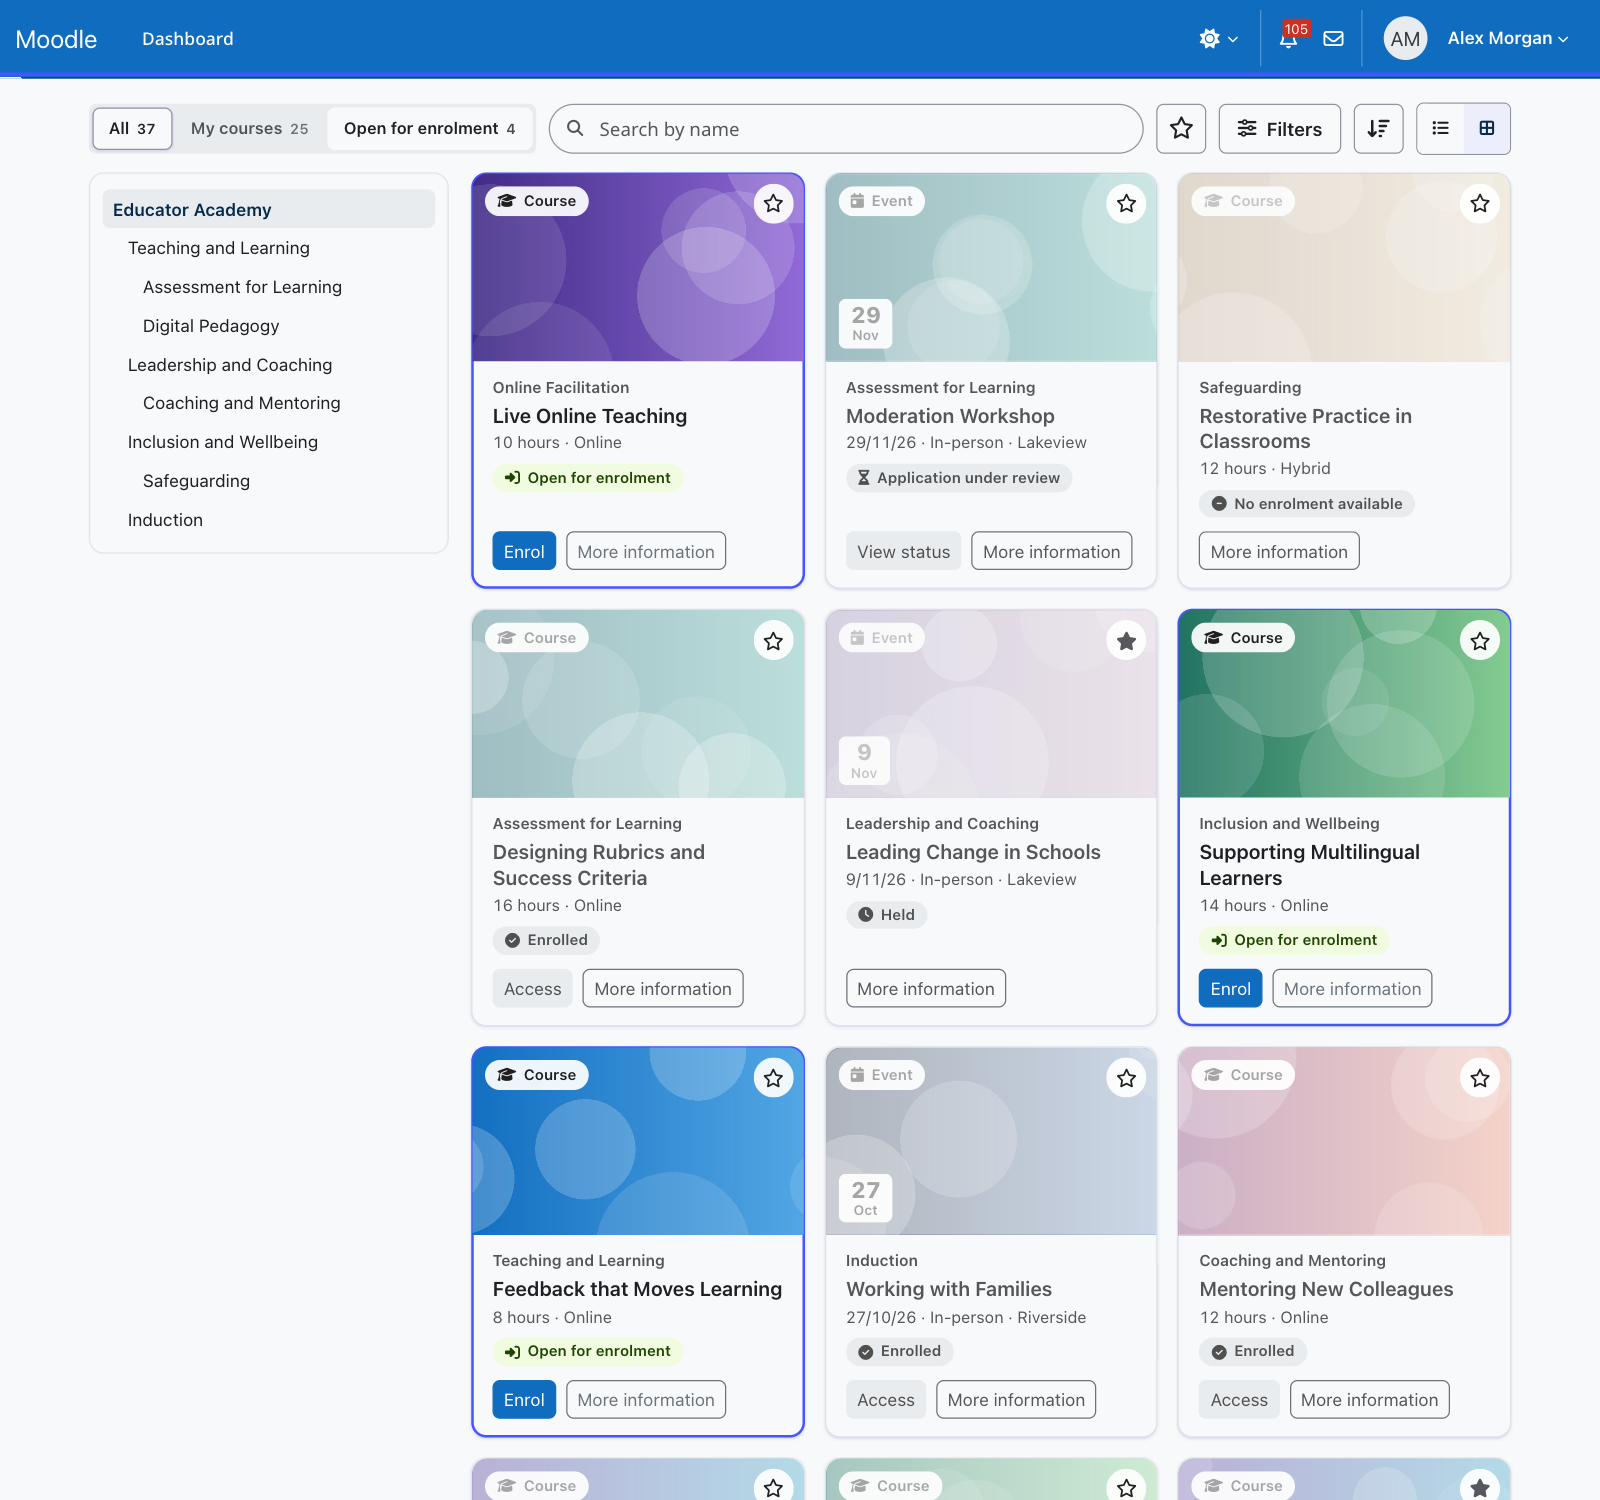 Moodle
Dashboard
105
AM
Alex Morgan
All 37
My courses 25
Open for enrolment 4
Search by name
Filters
Educator Academy
Teaching and Learning
Assessment for Learning
Digital Pedagogy
Leadership and Coaching
Coaching and Mentoring
Inclusion and Wellbeing
Safeguarding
Induction
Course
Online Facilitation
Live Online Teaching
10 hours · Online
Open for enrolment
Enrol
More information
Event
29
Nov
Assessment for Learning
Moderation Workshop
29/11/26 · In-person · Lakeview
Application under review
View status
More information
Course
Safeguarding
Restorative Practice in
Classrooms
12 hours · Hybrid
No enrolment available
More information
Course
Assessment for Learning
Designing Rubrics and
Success Criteria
16 hours · Online
Enrolled
Access
More information
Event
9
Nov
Leadership and Coaching
Leading Change in Schools
9/11/26 · In-person · Lakeview
Held
More information
Course
Inclusion and Wellbeing
Supporting Multilingual
Learners
14 hours · Online
Open for enrolment
Enrol
More information
Course
Teaching and Learning
Feedback that Moves Learning
8 hours · Online
Open for enrolment
Enrol
More information
Event
27
Oct
Induction
Working with Families
27/10/26 · In-person · Riverside
Enrolled
Access
More information
Course
Coaching and Mentoring
Mentoring New Colleagues
12 hours · Online
Enrolled
Access
More information
Course
Course
Course